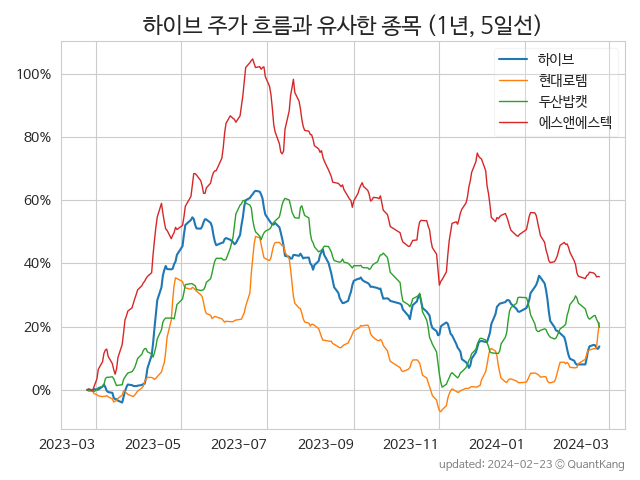 하이브 주가 흐름과 유사한 종목 (1년, 5일선)
하이브
현대로템
두산밥캣
에스앤에스텍
100%
80%
60%
40%
20%
0%
2023-03 2023-05 2023-07 2023-09 2023-11 2024-01 2024-03
updated: 2024-02-23 © QuantKang